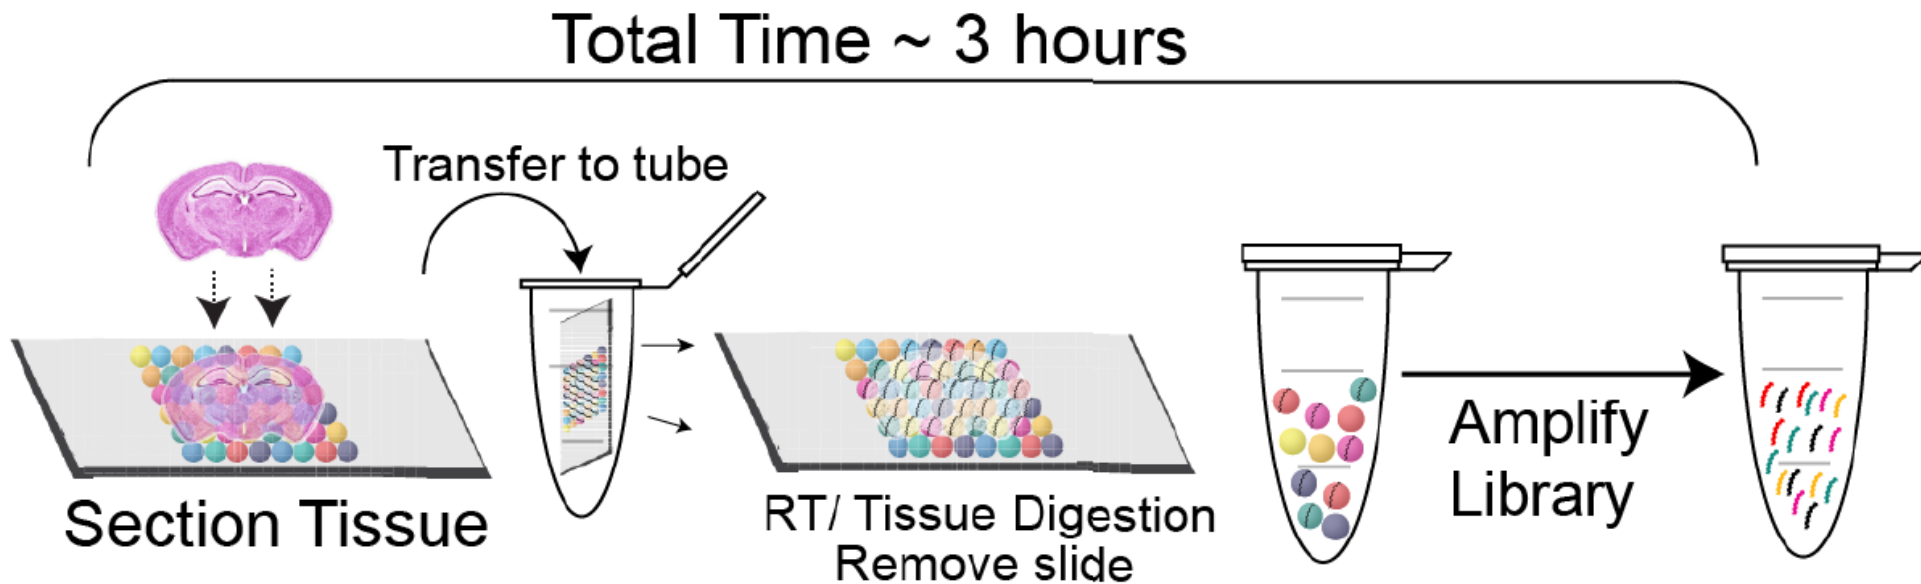 Total Time ~ 3 hours
Transfer to tube
Section Tissue
RT/ Tissue Digestion
Remove slide
Amplify
Library